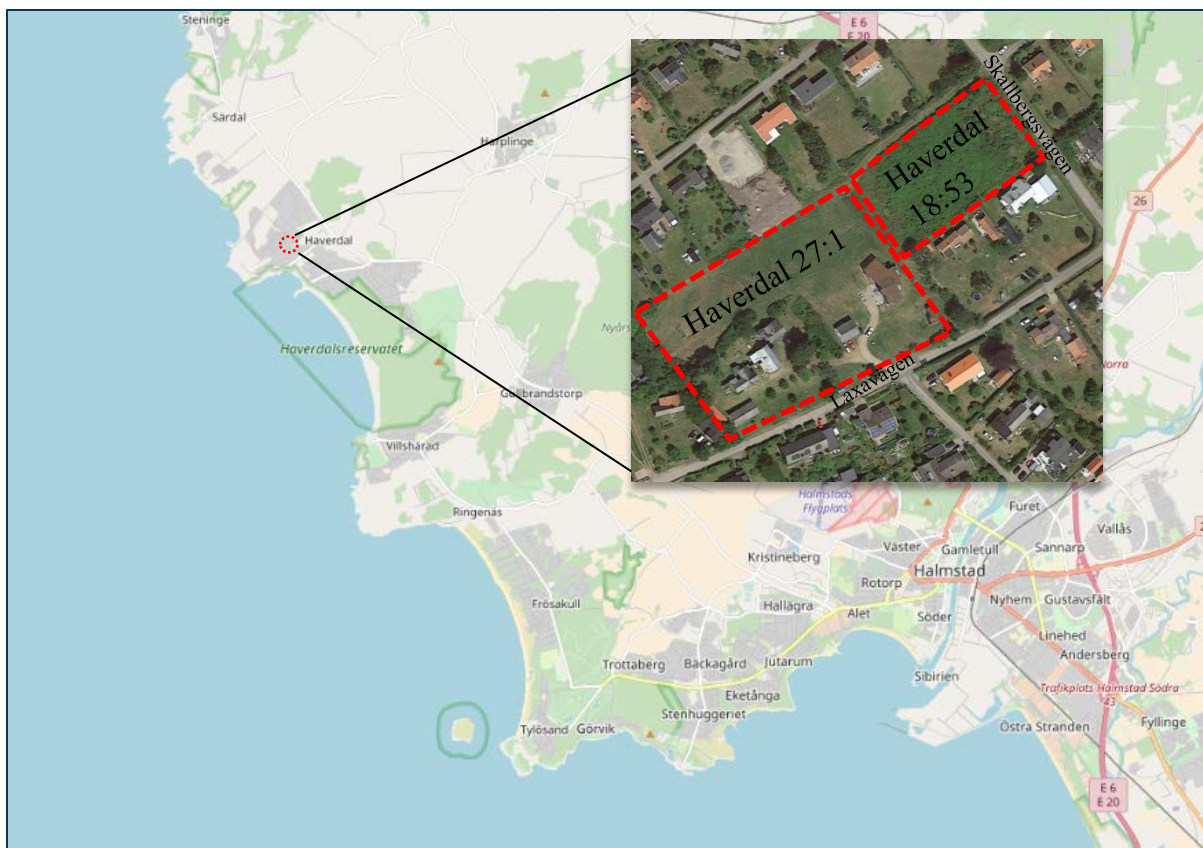 Steninge
E 6
E 20
Särdal
Harplinge
Haverdal
Haverdalsreservatet
Gullbrandstorp
Villshärad
Ringenäs
Frösakull
Trottaberg
Bäckagård
Jutarum
Eketånga
Stenhuggeriet
Tylösand
Görvik
Skallbergsvägen
Haverdal
18:53
Haverdal 27:1
Laxavägen
26
Norra
Halmstads
Flygplats
Kristineberg
Väster
Gamletull
Furet
Vallås
Sannarp
Halmstad
Rotorp
Hallägra
Alet
Söder
Nyhem
Gustavsfält
Linehed
Andersberg
Sibirien
Trafikplats Halmstad Södra
43
Östra Stranden
Fyllinge
E 6
E 20